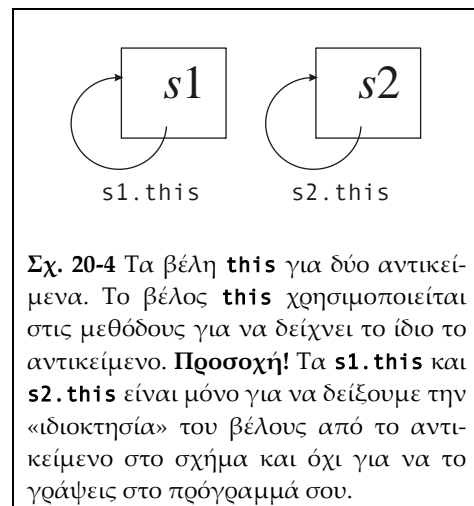 s1 s2
s1.this s2.this
Σχ. 20-4 Τα βέλη this για δύο αντικεί-
μενα. Το βέλος this χρησιμοποιείται
στις μεθόδους για να δείχνει το ίδιο το
αντικείμενο. Προσοχή! Τα s1.this και
s2.this είναι μόνο για να δείξουμε την
«ιδιοκτησία» του βέλους από το αντι-
κείμενο στο σχήμα και όχι για να το
γράψεις στο πρόγραμμά σου.